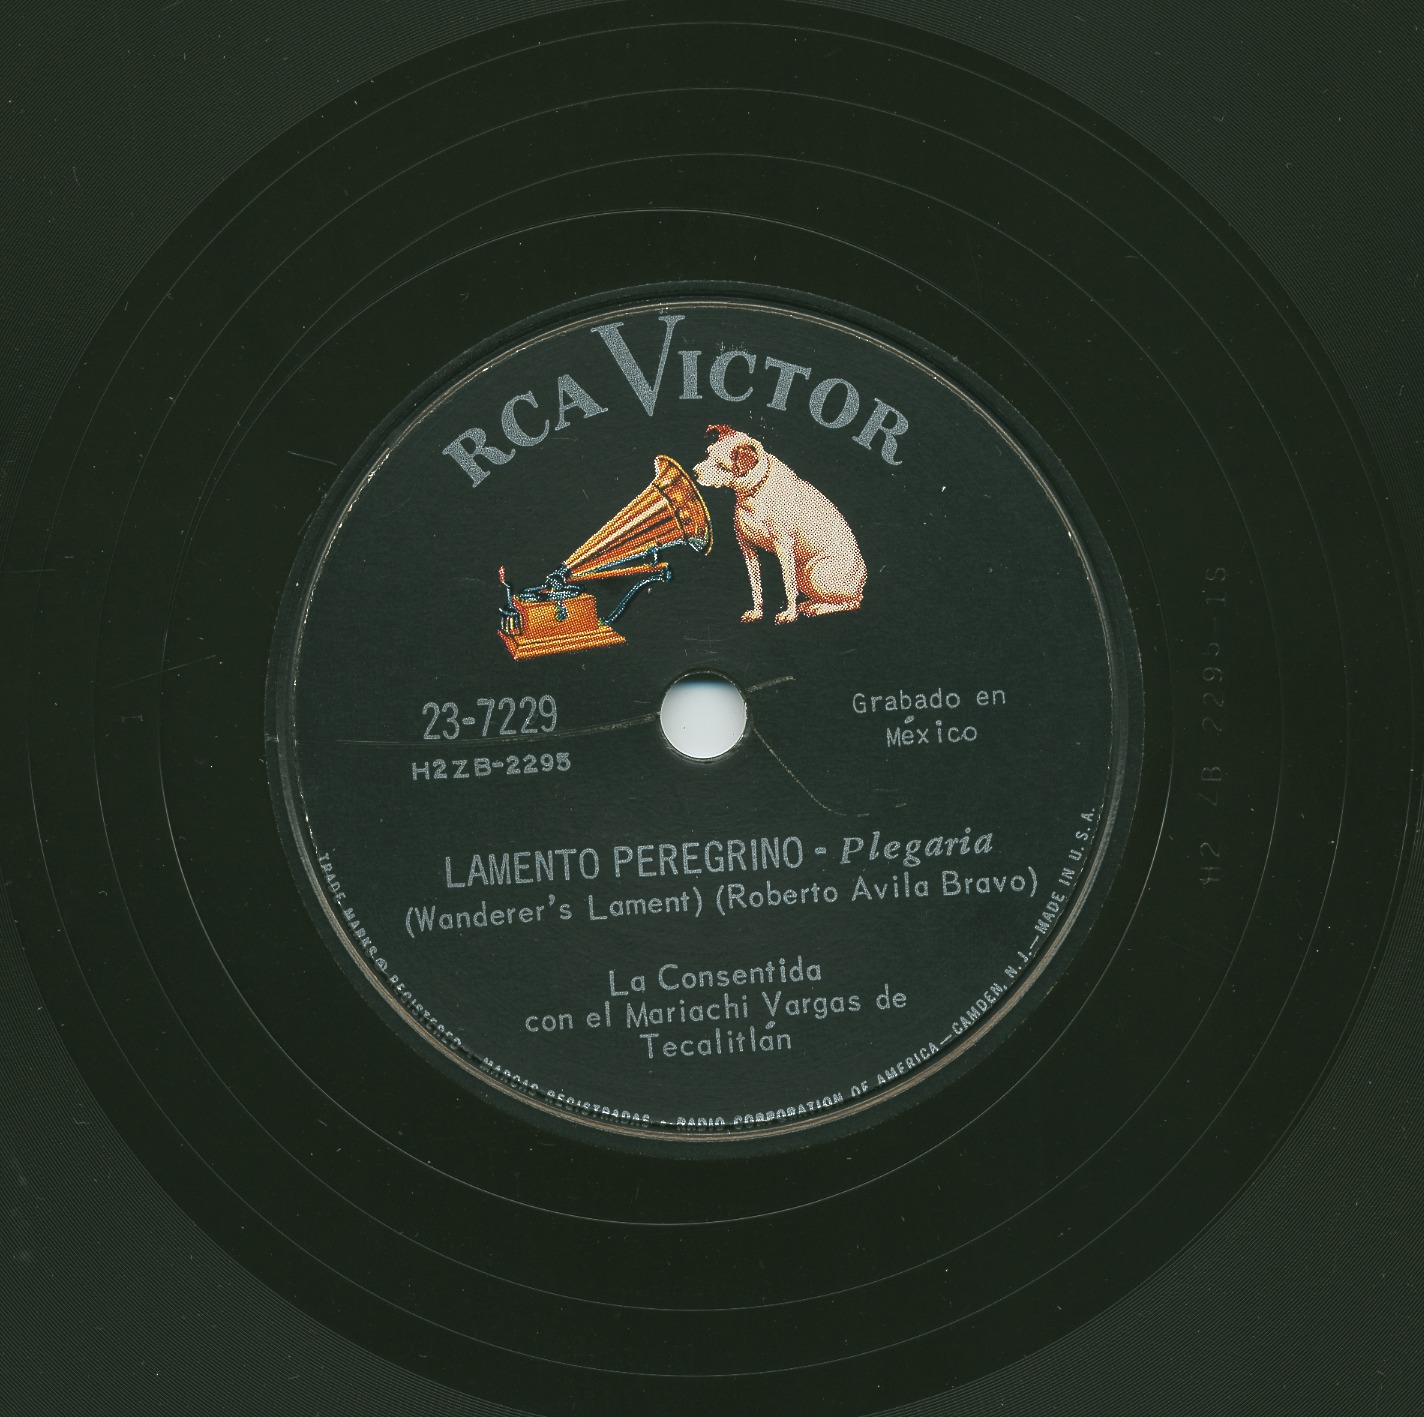 RCA VICTOR
23-7229
H2ZB-2295
Grabado en
México
LAMENTO PEREGRINO - Plegaria
(Wanderer's Lament) (Roberto Avila Bravo)
La Consentida
con el Mariachi Vargas de
Tecalitlán
TRADE MARKS ® REGISTERED - MARCAS REGISTRADAS - RADIO CORPORATION OF AMERICA — CAMDEN, N. J. — MADE IN U. S. A.
H2 ZB 2295-1S
I